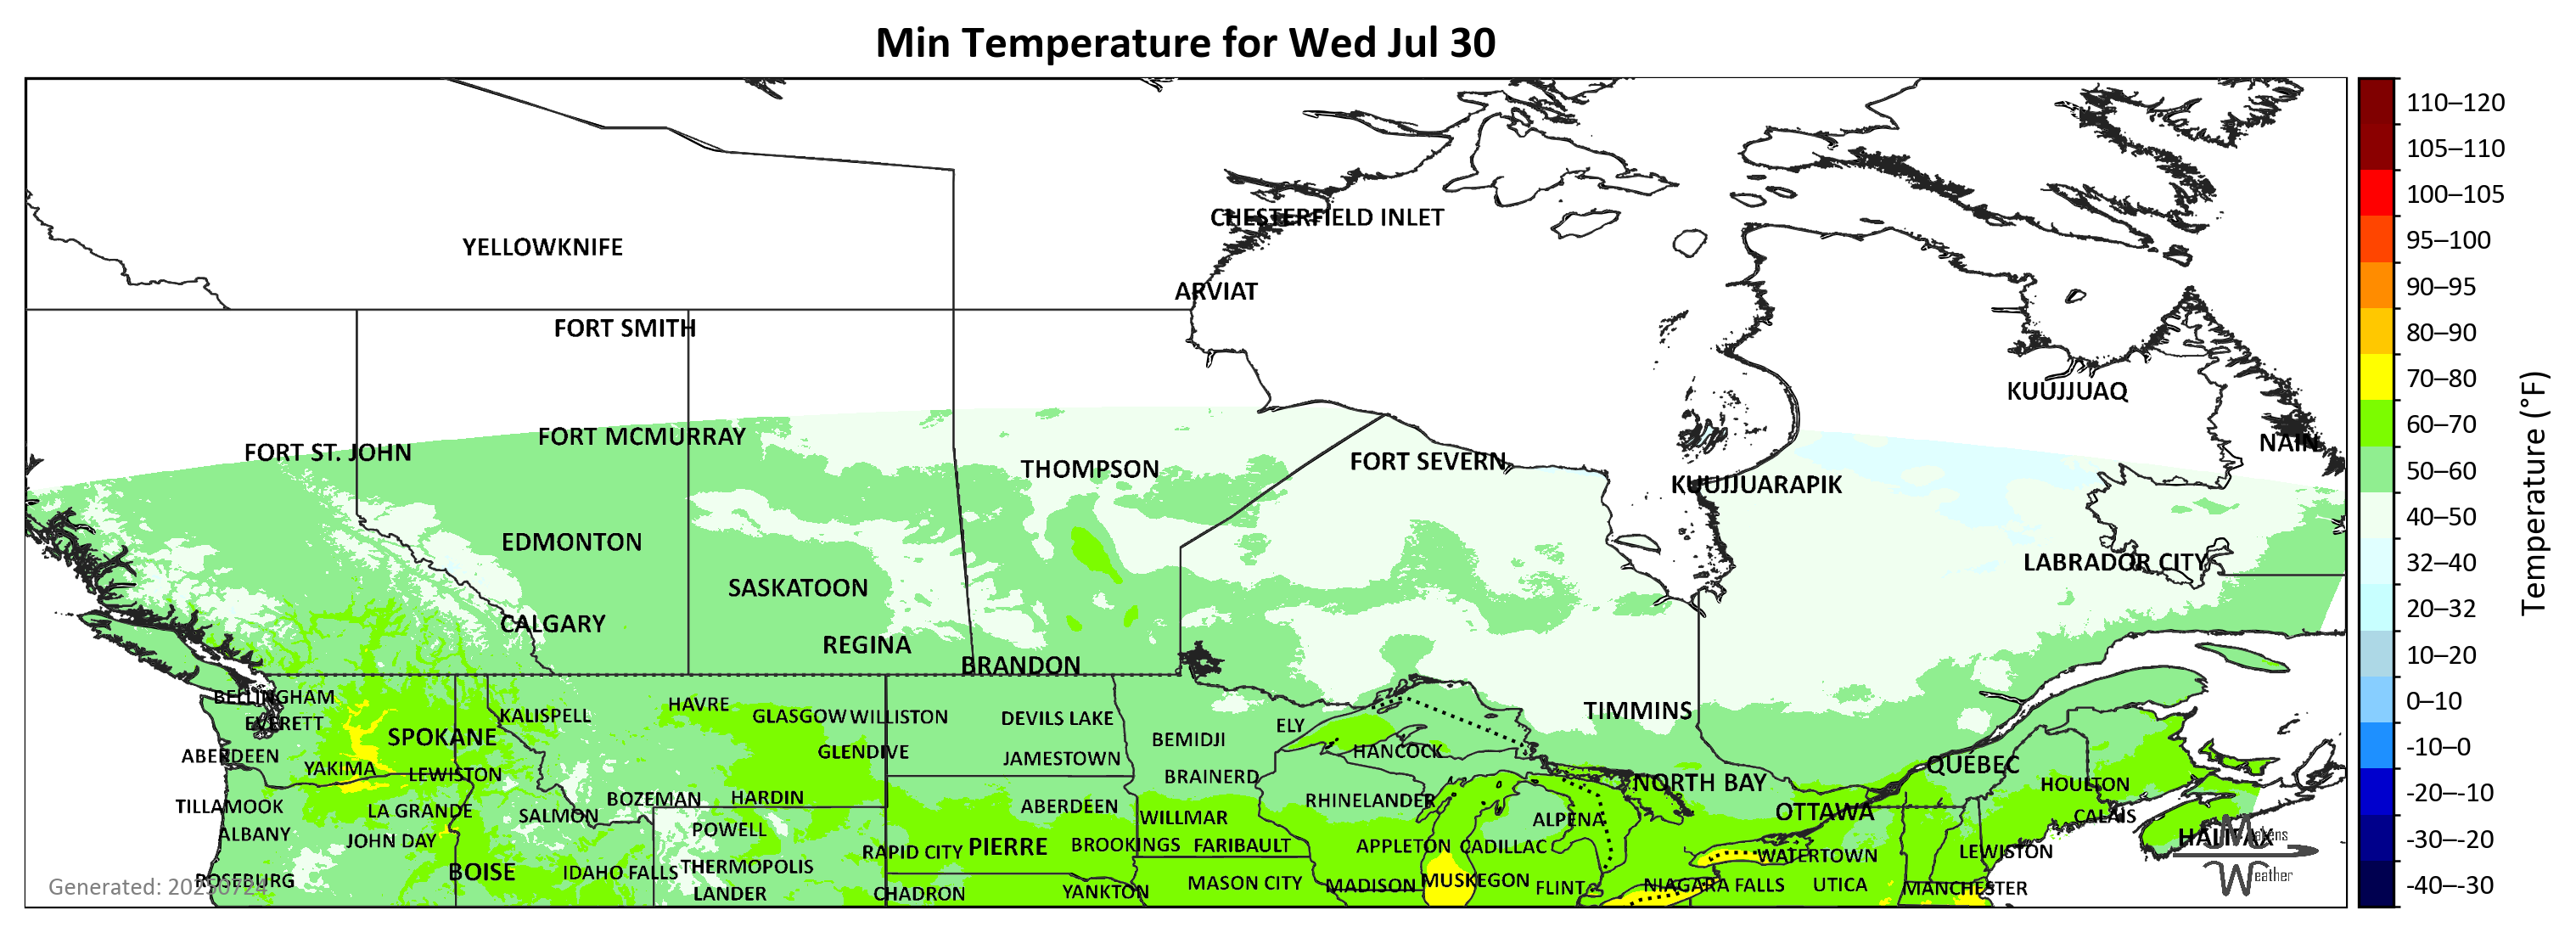 Min Temperature for Wed Jul 30
CHESTERFIELD INLET
YELLOWKNIFE
ARVIAT
FORT SMITH
KUUJJUAQ
FORT MCMURRAY
NAIN
FORT ST. JOHN
FORT SEVERN
THOMPSON
KUUJJUARAPIK
EDMONTON
LABRADOR CITY
SASKATOON
CALGARY
REGINA
BRANDON
BELLINGHAM
HAVRE
TIMMINS
KALISPELL
GLASGOW
WILLISTON
DEVILS LAKE
EVERETT
ELY
SPOKANE
BEMIDJI
ABERDEEN
GLENDIVE
JAMESTOWN
HANCOCK
QUÉBEC
YAKIMA
LEWISTON
BRAINERD
NORTH BAY
HOULTON
BOZEMAN
HARDIN
RHINELANDER
TILLAMOOK
LA GRANDE
SALMON
ABERDEEN
WILLMAR
ALPENA
OTTAWA
CALAIS
ALBANY
JOHN DAY
POWELL
HALIFAX
Makens
Weather
RAPID CITY
PIERRE
BROOKINGS
FARIBAULT
APPLETON
CADILLAC
WATERTOWN
LEWISTON
BOISE
IDAHO FALLS
THERMOPOLIS
ROSEBURG
Generated: 20250724
LANDER
CHADRON
YANKTON
MASON CITY
MADISON
MUSKEGON
FLINT
NIAGARA FALLS
UTICA
MANCHESTER
110–120
105–110
100–105
95–100
90–95
80–90
70–80
60–70
50–60
40–50
32–40
20–32
10–20
0–10
-10–0
-20–-10
-30–-20
-40–-30
Temperature (°F)